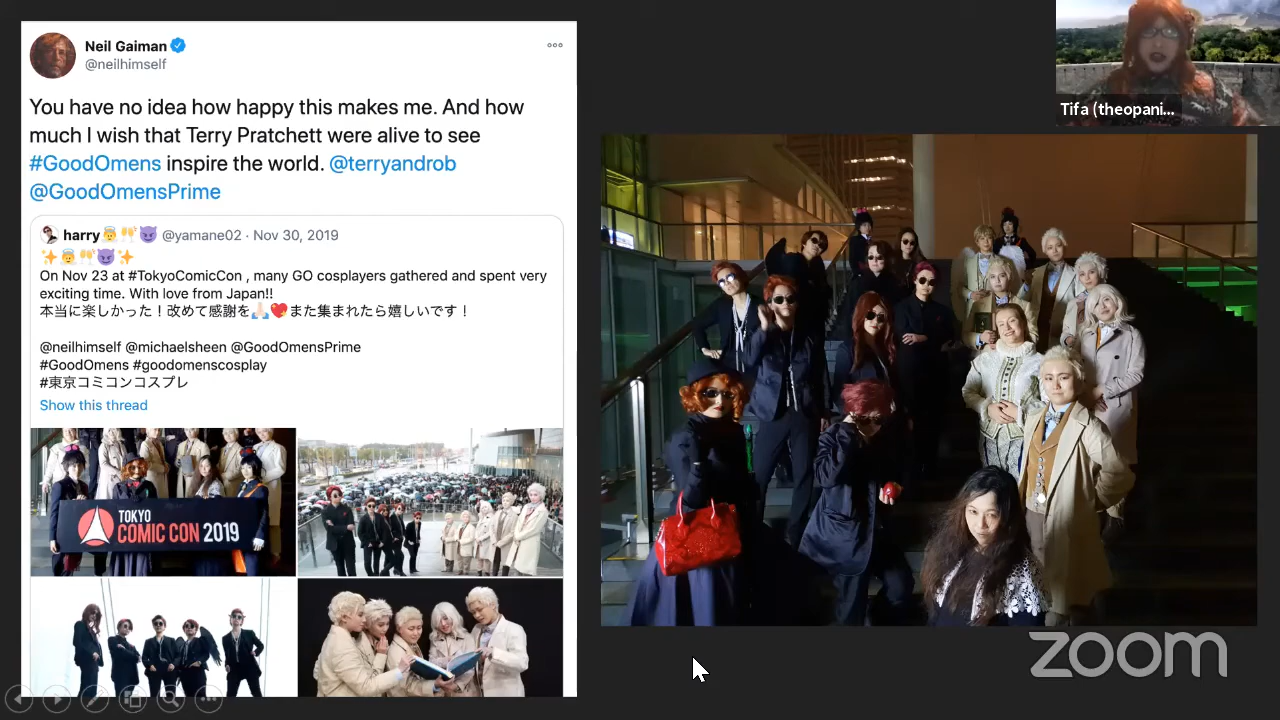 Neil Gaiman
@neilhimself
You have no idea how happy this makes me. And how
much I wish that Terry Pratchett were alive to see
#GoodOmens inspire the world. @terryandrob
@GoodOmensPrime
harry😇🙌😈 @yamane02 · Nov 30, 2019
✨😇🙌😈✨
On Nov 23 at #TokyoComicCon , many GO cosplayers gathered and spent very
exciting time. With love from Japan!!
本当に楽しかった！改めて感謝を🙏🏻💖また集まれたら嬉しいです！
@neilhimself @michaelsheen @GoodOmensPrime
#GoodOmens #goodomenscosplay
#東京コミコンコスプレ
Show this thread
TOKYO
COMIC CON 2019
Tifa (theopani...
zoom